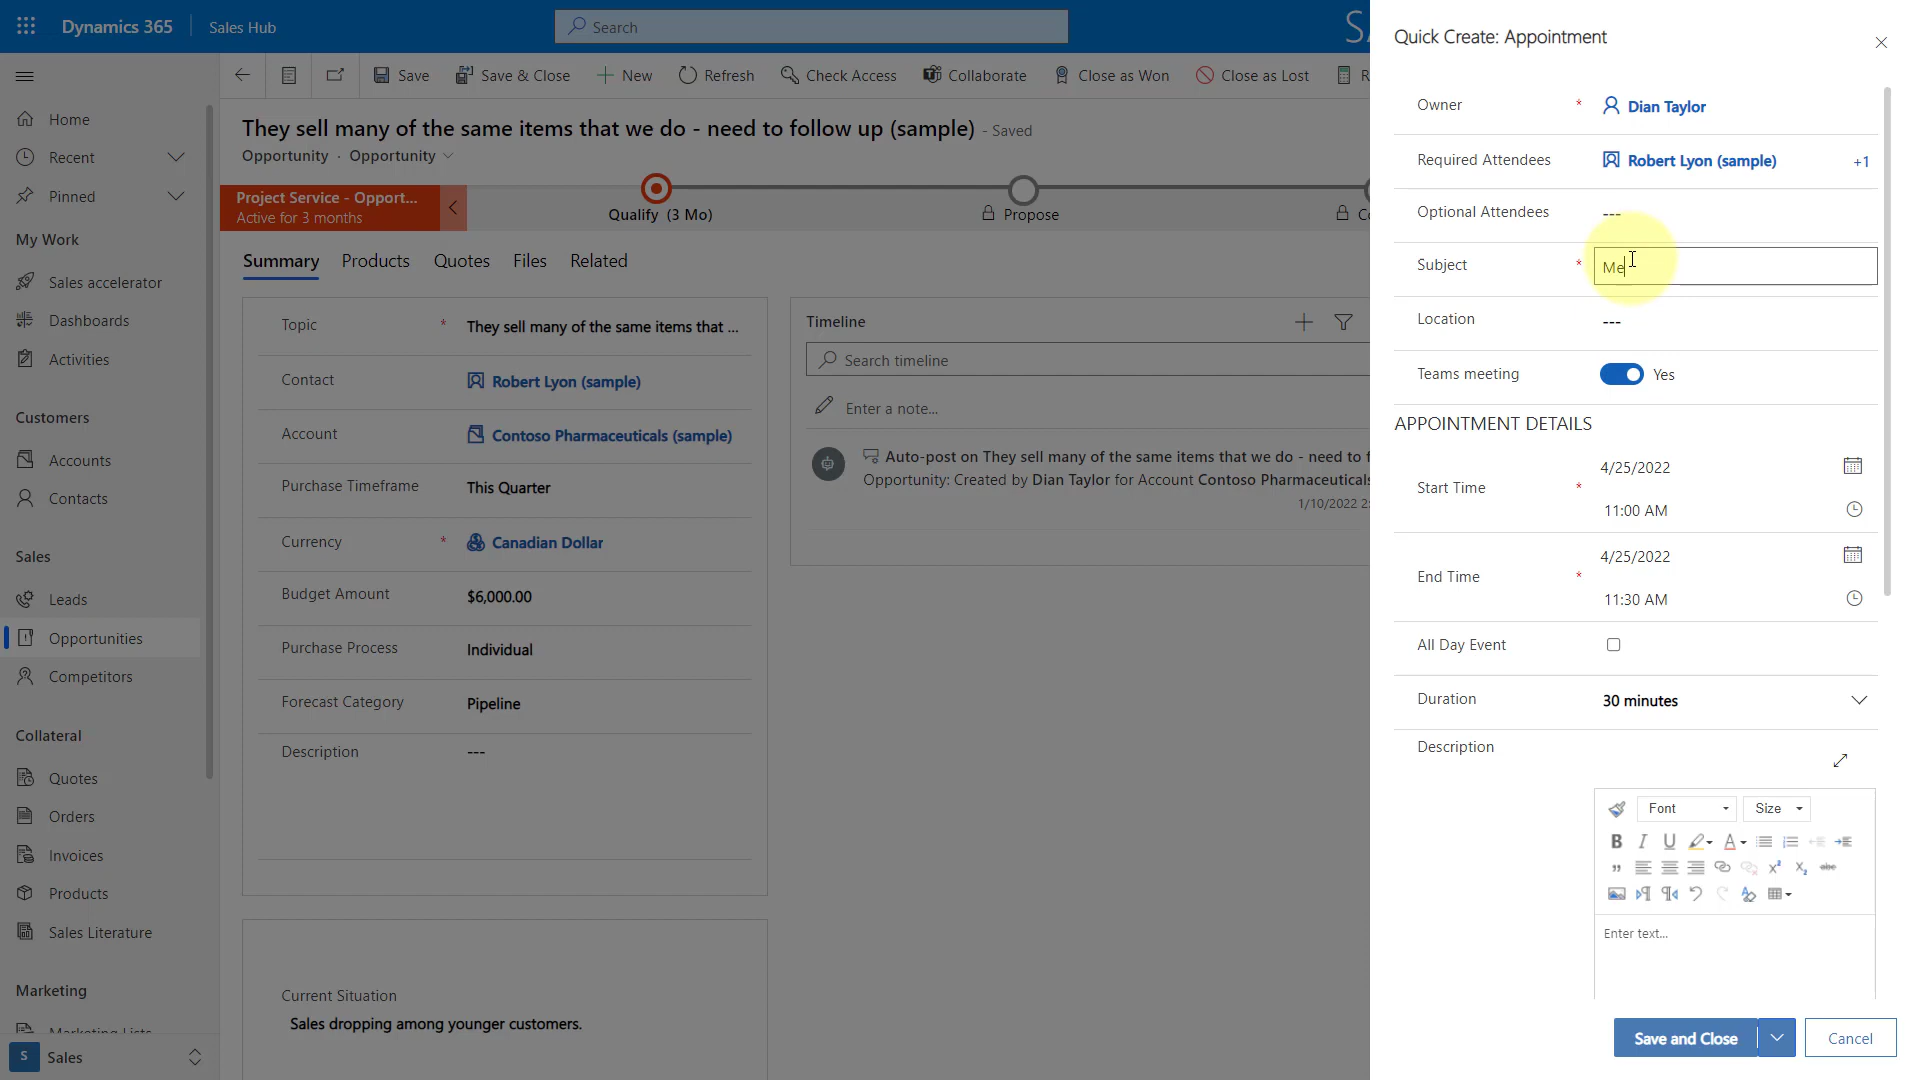 Dynamics 365
Sales Hub
Search
SA
Save
Save & Close
New
Refresh
Check Access
Collaborate
Close as Won
Close as Lost
R
They sell many of the same items that we do - need to follow up (sample) - Saved
Opportunity · Opportunity
Project Service - Opport...
Active for 3 months
Qualify (3 Mo)
Propose
Summary
Products
Quotes
Files
Related
Home
Recent
Pinned
My Work
Sales accelerator
Dashboards
Activities
Customers
Accounts
Contacts
Sales
Leads
Opportunities
Competitors
Collateral
Quotes
Orders
Invoices
Products
Sales Literature
Marketing
Marketing Lists
S Sales
Topic * They sell many of the same items that ...
Contact Robert Lyon (sample)
Account Contoso Pharmaceuticals (sample)
Purchase Timeframe This Quarter
Currency * Canadian Dollar
Budget Amount $6,000.00
Purchase Process Individual
Forecast Category Pipeline
Description ---
Current Situation
Sales dropping among younger customers.
Timeline
Search timeline
Enter a note...
Auto-post on They sell many of the same items that we do - need to f
Opportunity: Created by Dian Taylor for Account Contoso Pharmaceuticals
1/10/2022 2:
Quick Create: Appointment
Owner * Dian Taylor
Required Attendees Robert Lyon (sample) +1
Optional Attendees ---
Subject * Me
Location ---
Teams meeting Yes
APPOINTMENT DETAILS
Start Time * 4/25/2022
11:00 AM
End Time * 4/25/2022
11:30 AM
All Day Event
Duration 30 minutes
Description
Font Size
B I U A
abc
Enter text...
Save and Close
Cancel